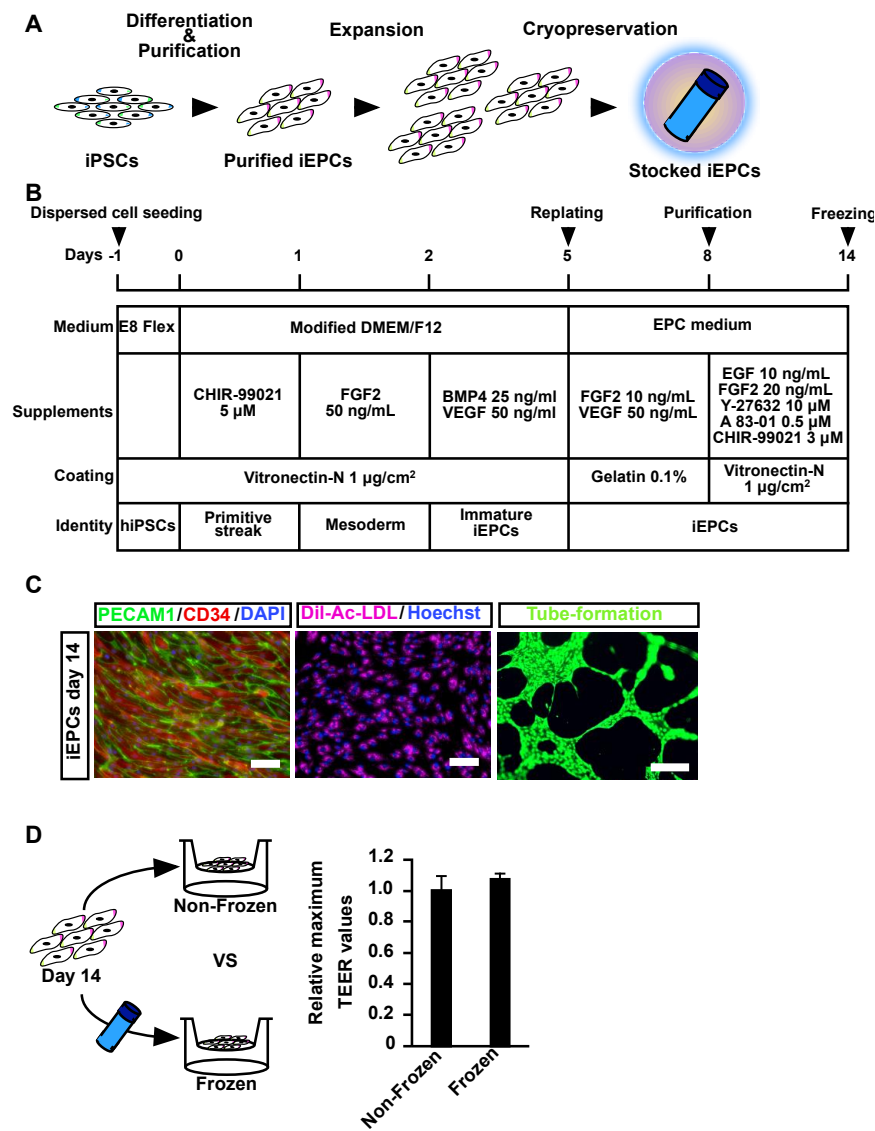 A
Differentiation
&
Purification
Expansion
Cryopreservation
iPSCs
Purified iEPCs
Stocked iEPCs
B
Dispersed cell seeding
Replating
Purification
Freezing
Days -1 0 1 2 5 8 14
Medium
E8 Flex
Modified DMEM/F12
EPC medium
Supplements
CHIR-99021
5 µM
FGF2
50 ng/mL
BMP4 25 ng/ml
VEGF 50 ng/ml
FGF2 10 ng/mL
VEGF 50 ng/mL
EGF 10 ng/mL
FGF2 20 ng/mL
Y-27632 10 µM
A 83-01 0.5 µM
CHIR-99021 3 µM
Coating
Vitronectin-N 1 µg/cm²
Gelatin 0.1%
Vitronectin-N
1 µg/cm²
Identity
hiPSCs
Primitive
streak
Mesoderm
Immature
iEPCs
iEPCs
C
PECAM1/CD34/DAPI
Dil-Ac-LDL/Hoechst
Tube-formation
iEPCs day 14
D
Day 14
Non-Frozen
VS
Frozen
Relative maximum
TEER values
1.2
1.0
0.8
0.6
0.4
0.2
0
Non-Frozen
Frozen